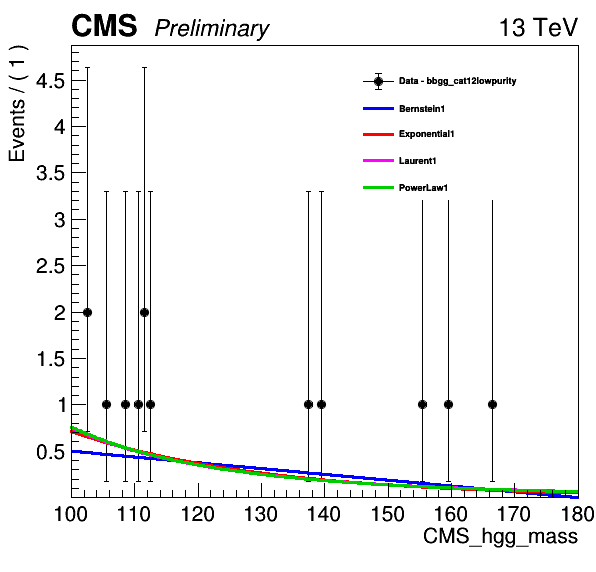 CMS Preliminary 13 TeV
Events / ( 1 )
4.5
4
3.5
3
2.5
2
1.5
1
0.5
Data - bbgg_cat12lowpurity
Bernstein1
Exponential1
Laurent1
PowerLaw1
100 110 120 130 140 150 160 170 180
CMS_hgg_mass